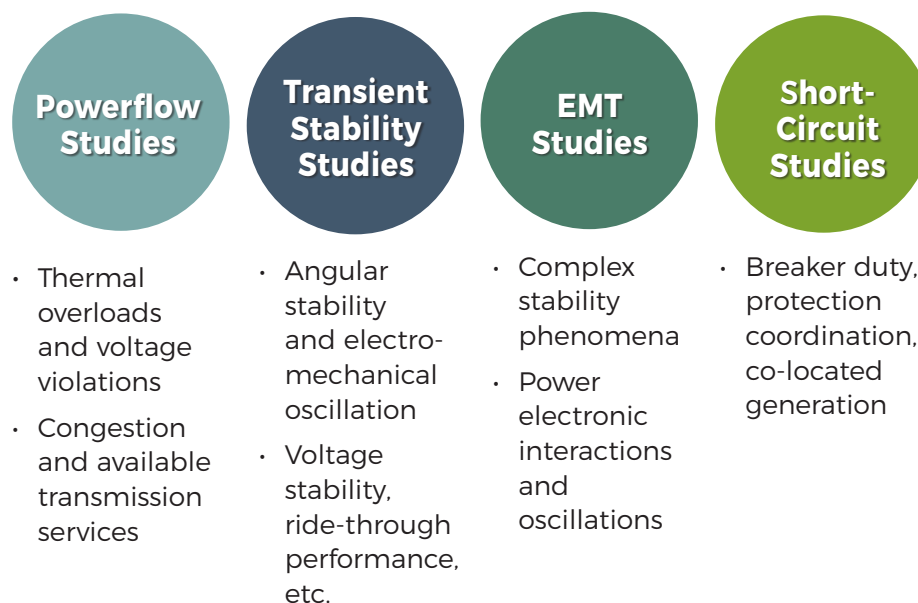 Powerflow
Studies
• Thermal
overloads
and voltage
violations
• Congestion
and available
transmission
services
Transient
Stability
Studies
• Angular
stability
and electro-
mechanical
oscillation
• Voltage
stability,
ride-through
performance,
etc.
EMT
Studies
• Complex
stability
phenomena
• Power
electronic
interactions
and
oscillations
Short-
Circuit
Studies
• Breaker duty,
protection
coordination,
co-located
generation